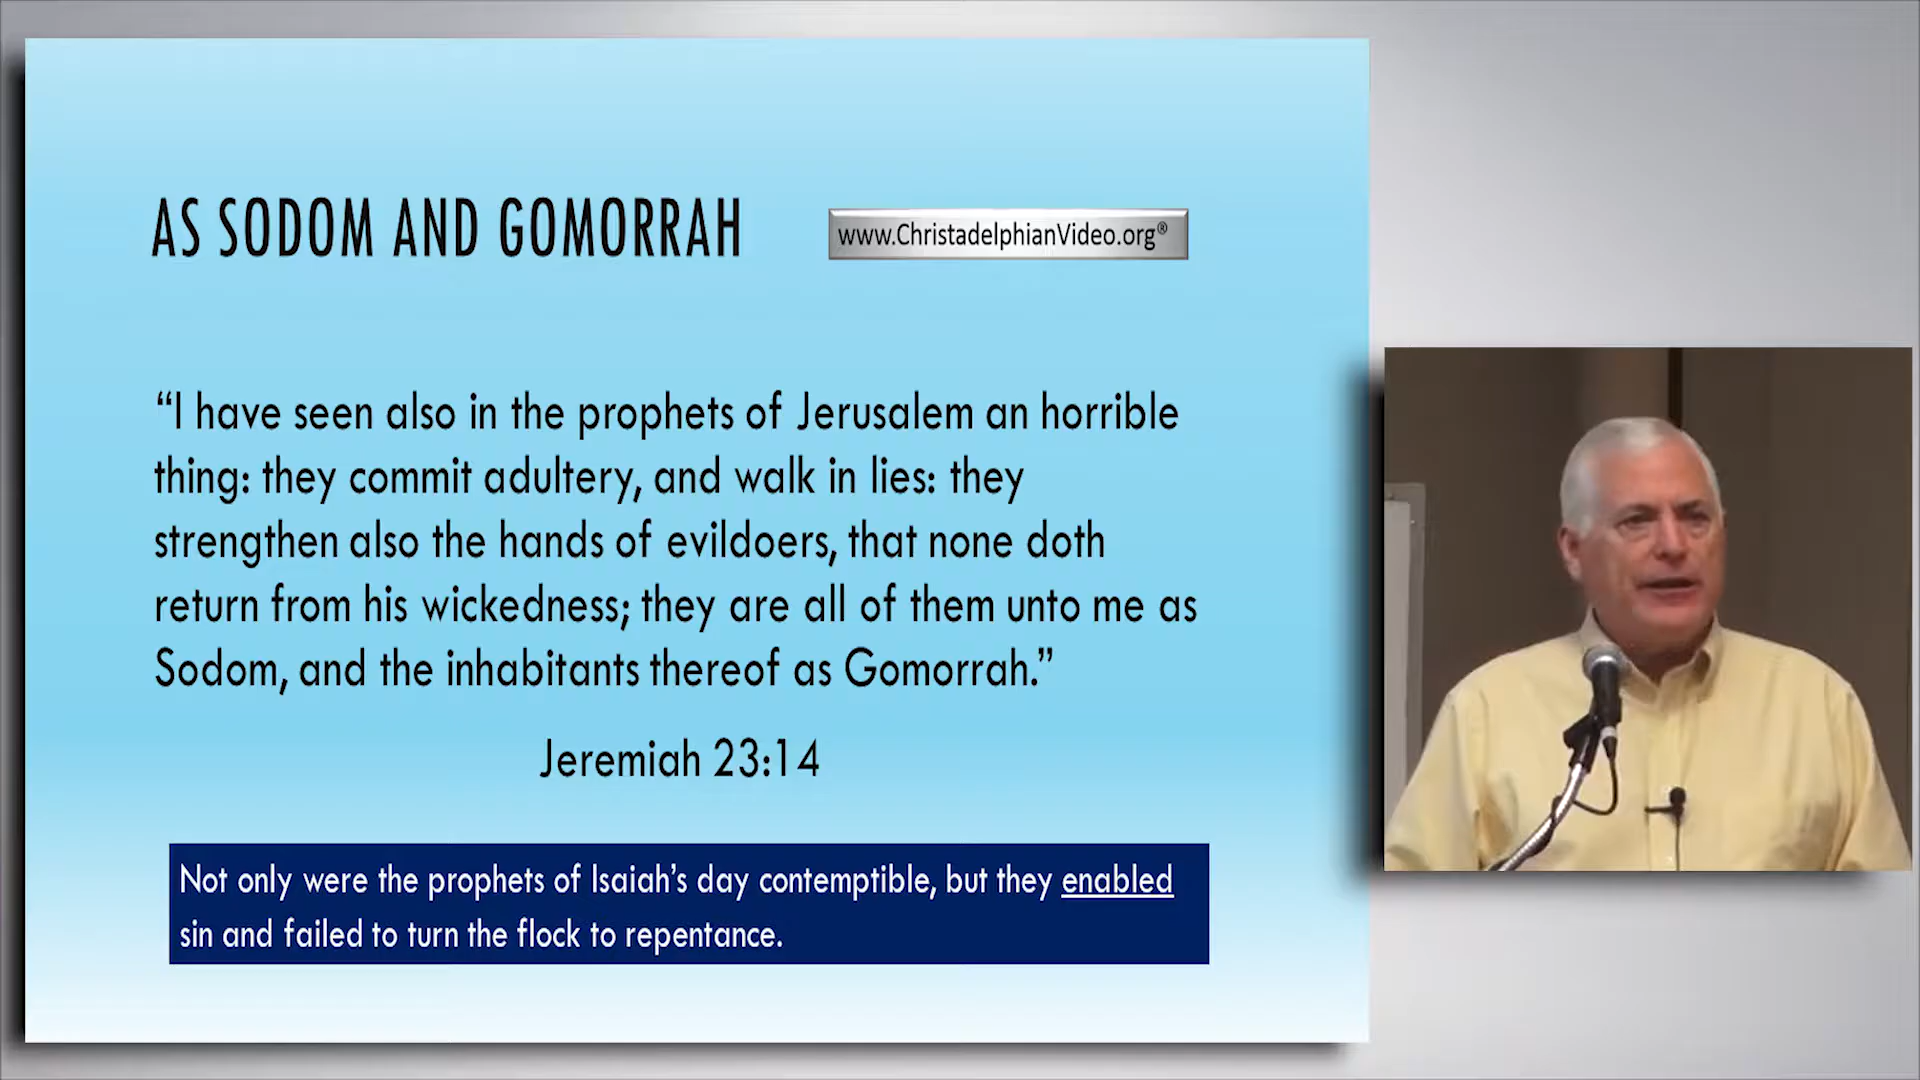 AS SODOM AND GOMORRAH
www.ChristadelphianVideo.org®
“I have seen also in the prophets of Jerusalem an horrible
thing: they commit adultery, and walk in lies: they
strengthen also the hands of evildoers, that none doth
return from his wickedness; they are all of them unto me as
Sodom, and the inhabitants thereof as Gomorrah.”
Jeremiah 23:14
Not only were the prophets of Isaiah’s day contemptible, but they enabled
sin and failed to turn the flock to repentance.